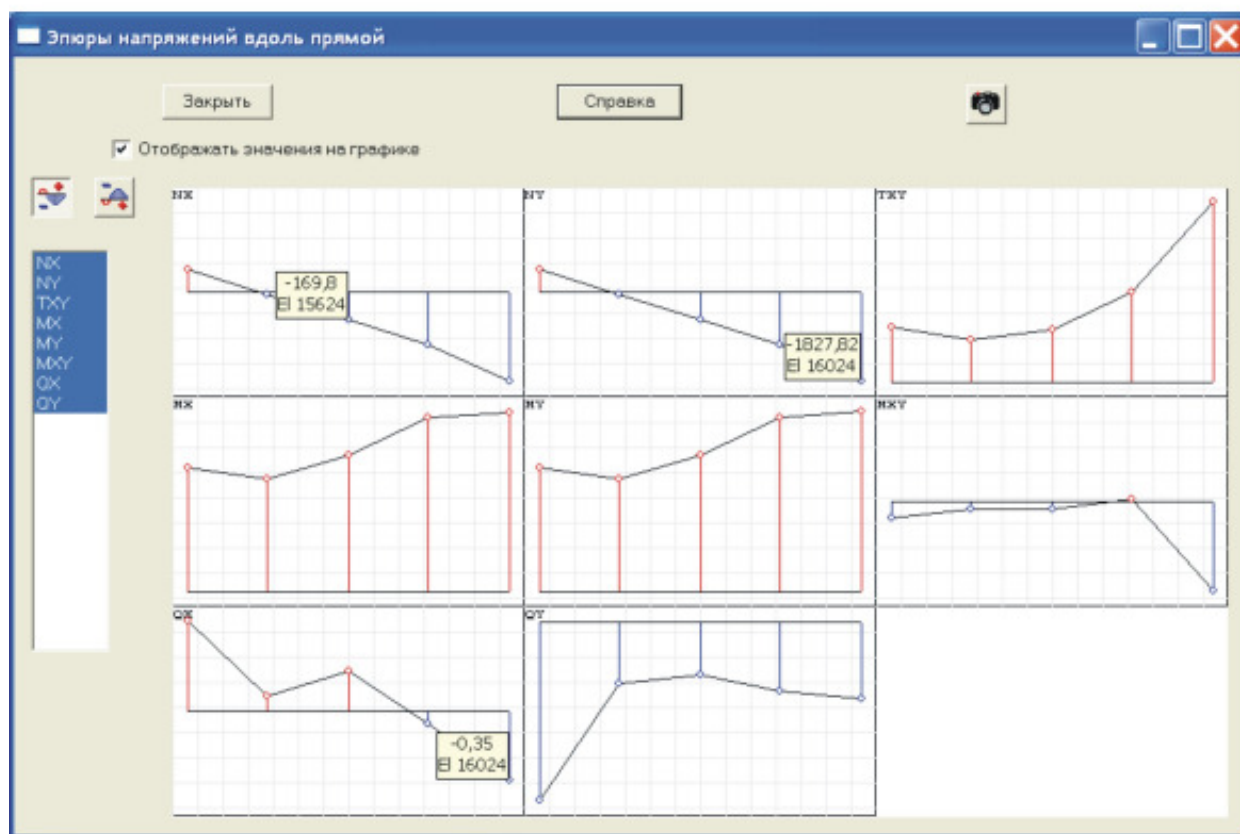 Эпюры напряжений вдоль прямой
Закрыть
Справка
Отображать значения на графике
NX
NY
TXY
MX
MY
MXY
QX
QY
NX
NY
TXY
-169,8
El 15624
-1827,82
El 16024
MX
MY
MXY
QX
QY
-0,35
El 16024